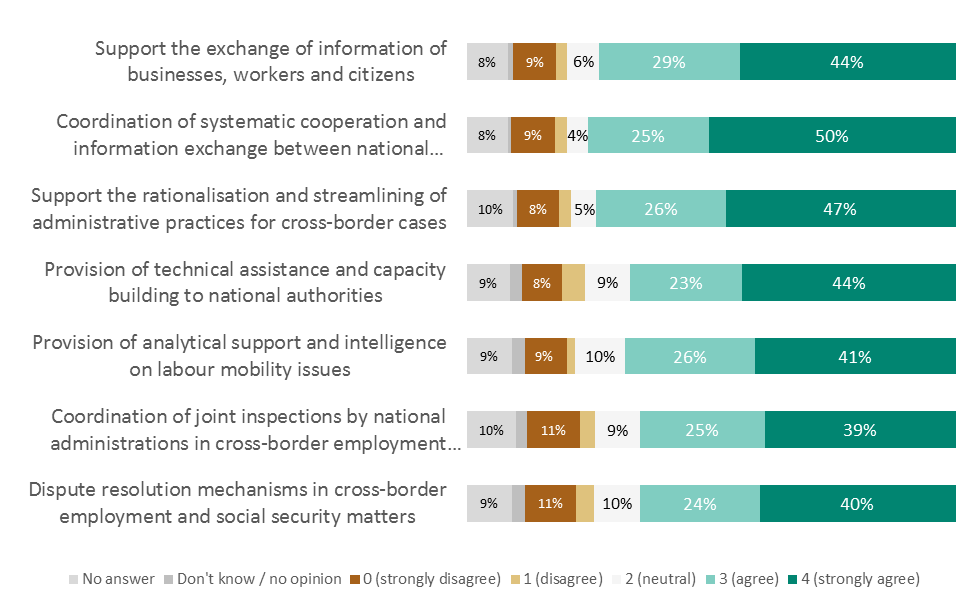 Support the exchange of information of
businesses, workers and citizens
8% 9% 6% 29% 44%
Coordination of systematic cooperation and
information exchange between national...
8% 9% 4% 25% 50%
Support the rationalisation and streamlining of
administrative practices for cross-border cases
10% 8% 5% 26% 47%
Provision of technical assistance and capacity
building to national authorities
9% 8% 9% 23% 44%
Provision of analytical support and intelligence
on labour mobility issues
9% 9% 10% 26% 41%
Coordination of joint inspections by national
administrations in cross-border employment...
10% 11% 9% 25% 39%
Dispute resolution mechanisms in cross-border
employment and social security matters
9% 11% 10% 24% 40%
No answer Don't know / no opinion 0 (strongly disagree) 1 (disagree) 2 (neutral) 3 (agree) 4 (strongly agree)